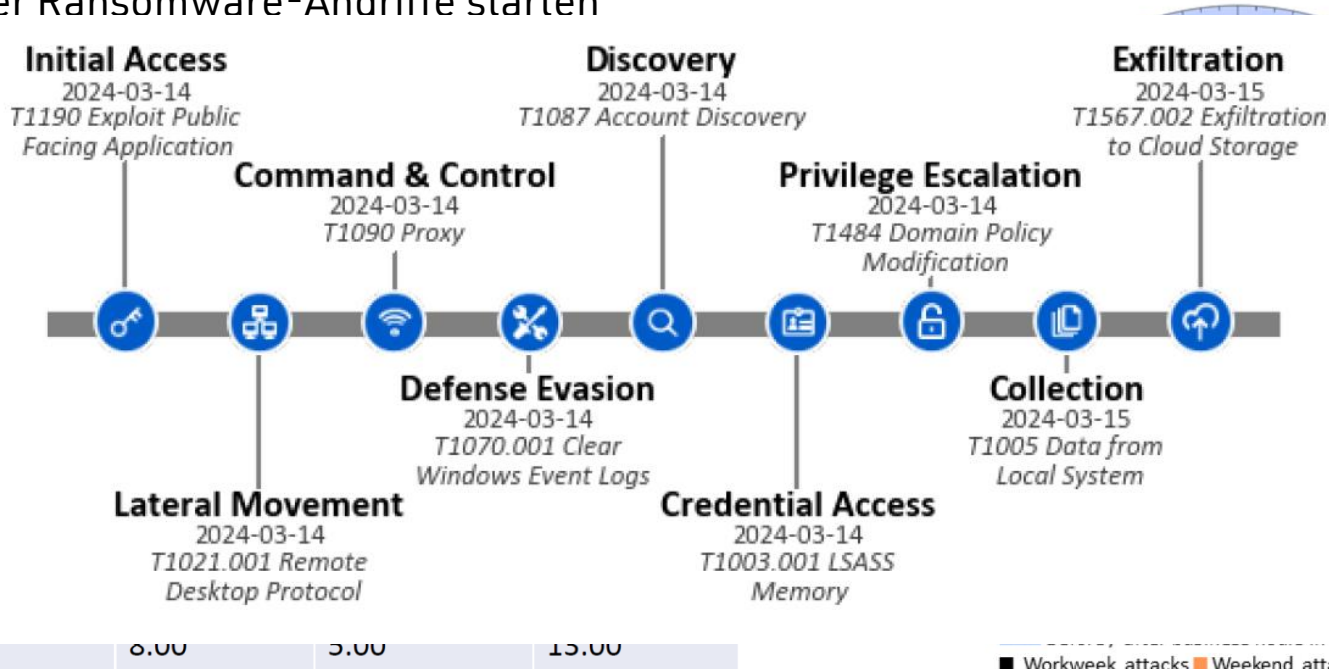 er Ransomware-Angriffe starten
Initial Access
2024-03-14
T1190 Exploit Public
Facing Application
Lateral Movement
2024-03-14
T1021.001 Remote
Desktop Protocol
Command & Control
2024-03-14
T1090 Proxy
Defense Evasion
2024-03-14
T1070.001 Clear
Windows Event Logs
Discovery
2024-03-14
T1087 Account Discovery
Credential Access
2024-03-14
T1003.001 LSASS
Memory
Privilege Escalation
2024-03-14
T1484 Domain Policy
Modification
Collection
2024-03-15
T1005 Data from
Local System
Exfiltration
2024-03-15
T1567.002 Exfiltration
to Cloud Storage
8.00 5.00 13.00
Workweek attacks Weekend